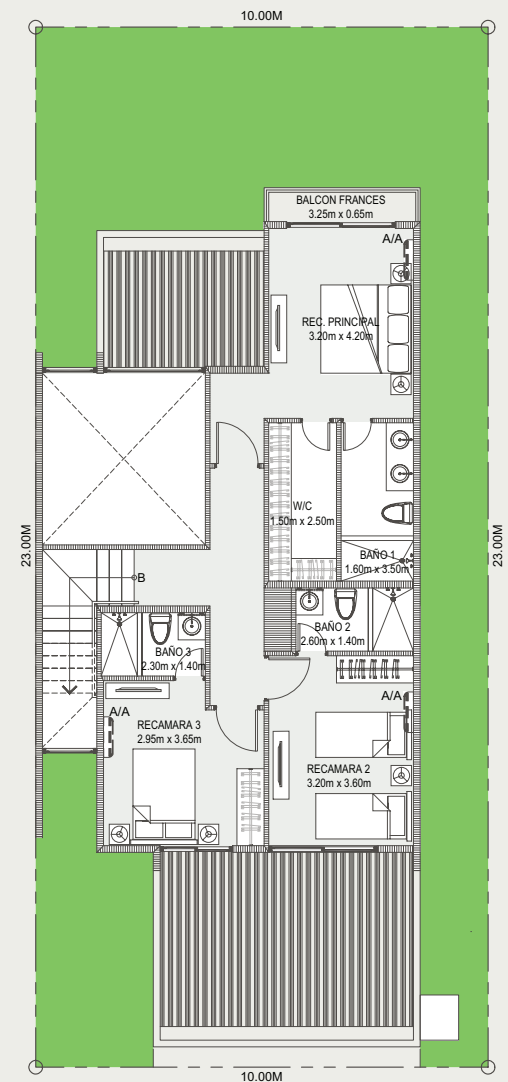 10.00M
BALCON FRANCES
3.25m x 0.65m
A/A
REC. PRINCIPAL
3.20m x 4.20m
W/C
1.50m x 2.50m
23.00M
23.00M
BAÑO 1
1.60m x 3.50m
B
BAÑO 2
2.60m x 1.40m
BAÑO 3
2.30m x 1.40m
A/A
A/A
RECAMARA 3
2.95m x 3.65m
RECAMARA 2
3.20m x 3.60m
10.00M